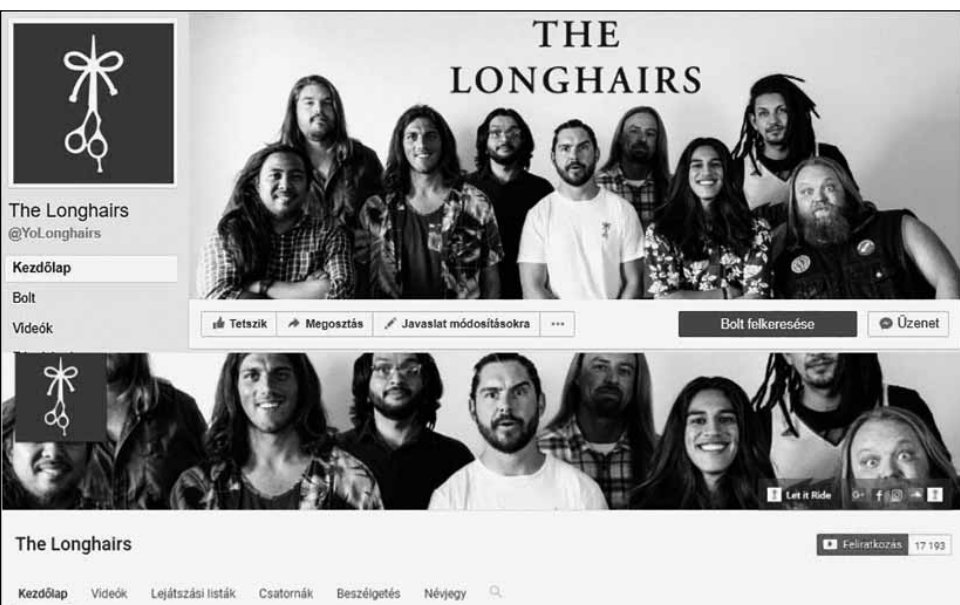 THE
LONGHAIRS
The Longhairs
@YoLonghairs
Kezdőlap
Bolt
Videók
Tetszik
Megosztás
Javaslat módosításokra
Bolt felkeresése
Üzenet
Let it Ride
G+
The Longhairs
Feliratkozás 17 193
Kezdőlap Videók Lejátszási listák Csatornák Beszélgetés Névjegy